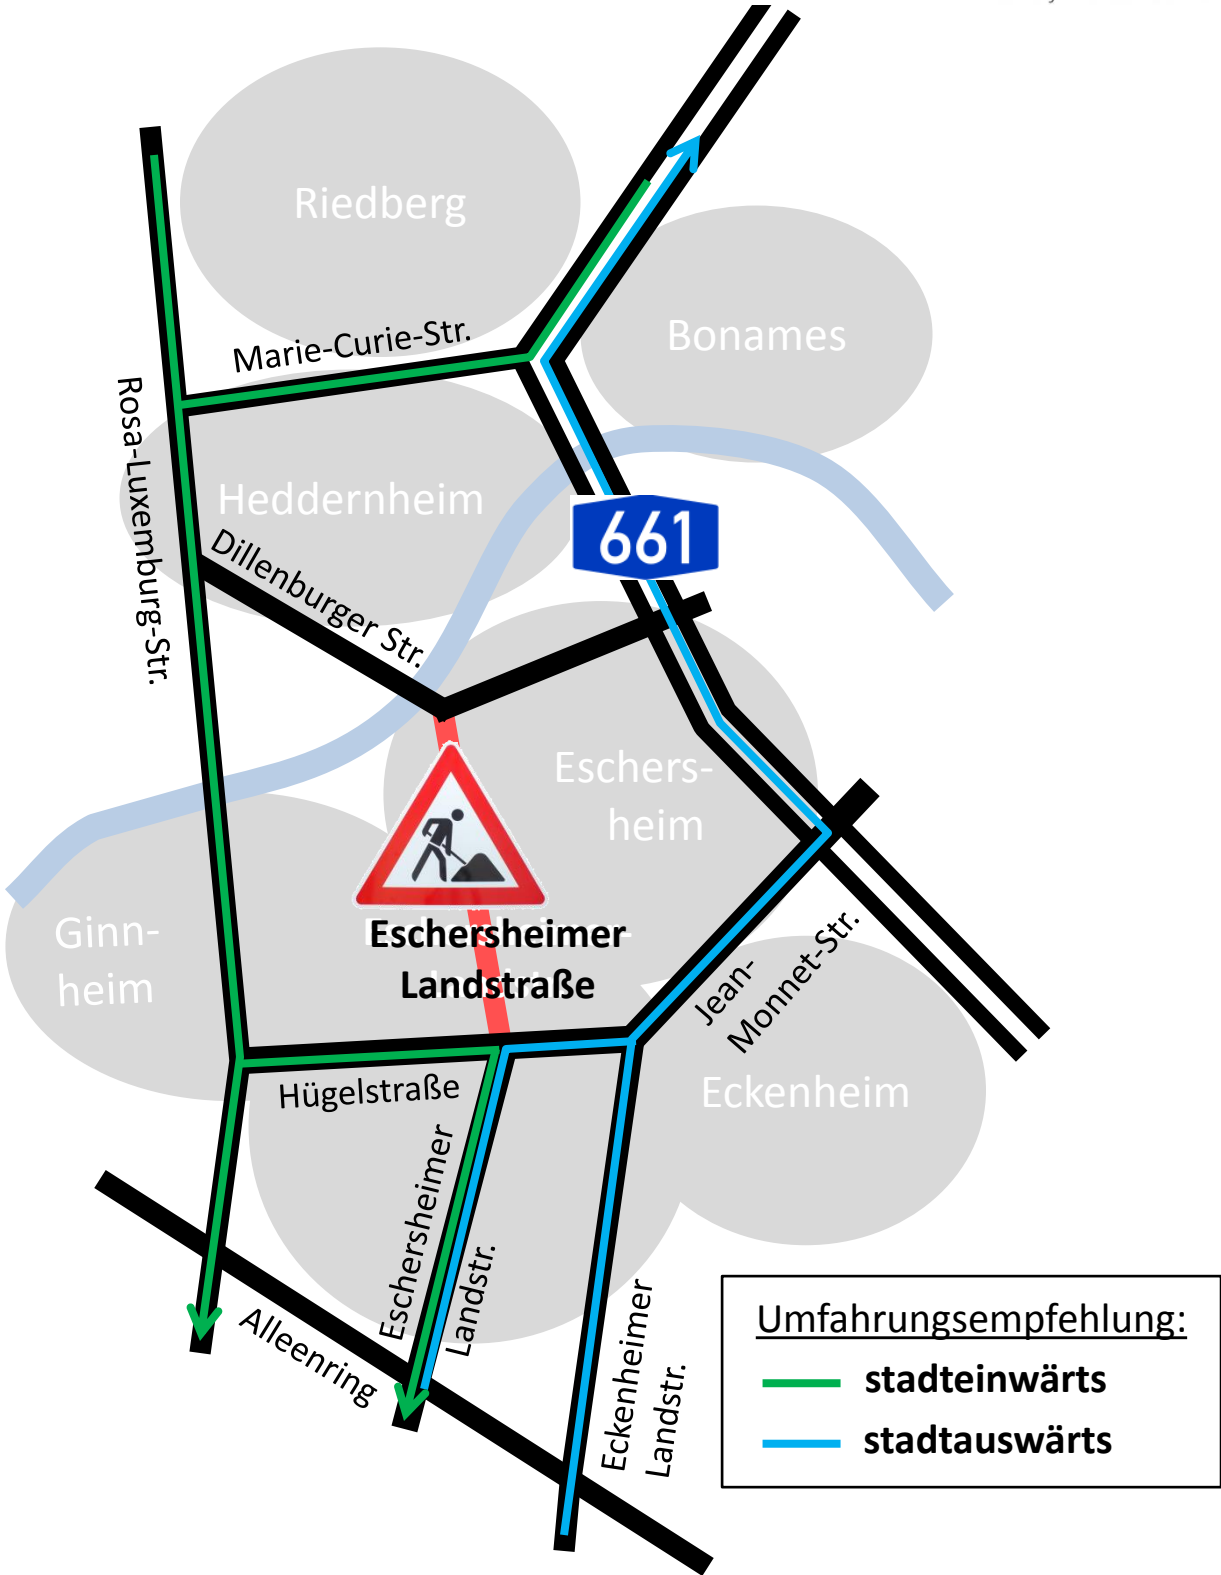 Riedberg
Bonames
Marie-Curie-Str.
Rosa-Luxemburg-Str.
Heddernheim
661
Dillenburger Str.
Eschers-
heim
Ginn-
heim
Eschersheimer
Landstraße
Jean-
Monnet-Str.
Hügelstraße
Eckenheim
Eschersheimer
Landstr.
Alleenring
Eckenheimer
Landstr.
Umfahrungsempfehlung:
stadteinwärts
stadtauswärts